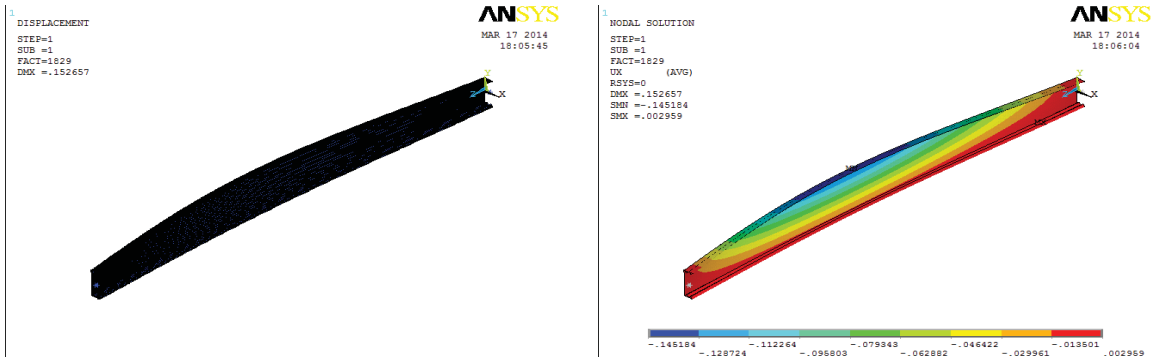 1
ANSYS
DISPLACEMENT
MAR 17 2014
STEP=1
18:05:45
SUB =1
FACT=1829
DMX =.152657
Y
Z X
1
ANSYS
NODAL SOLUTION
MAR 17 2014
STEP=1
18:06:04
SUB =1
FACT=1829
UX (AVG)
RSYS=0
DMX =.152657
SMN =-.145184
SMX =.002959
Y
Z X
MX
MN
-.145184 -.112264 -.079343 -.046422 -.013501
-.128724 -.095803 -.062882 -.029961 .002959